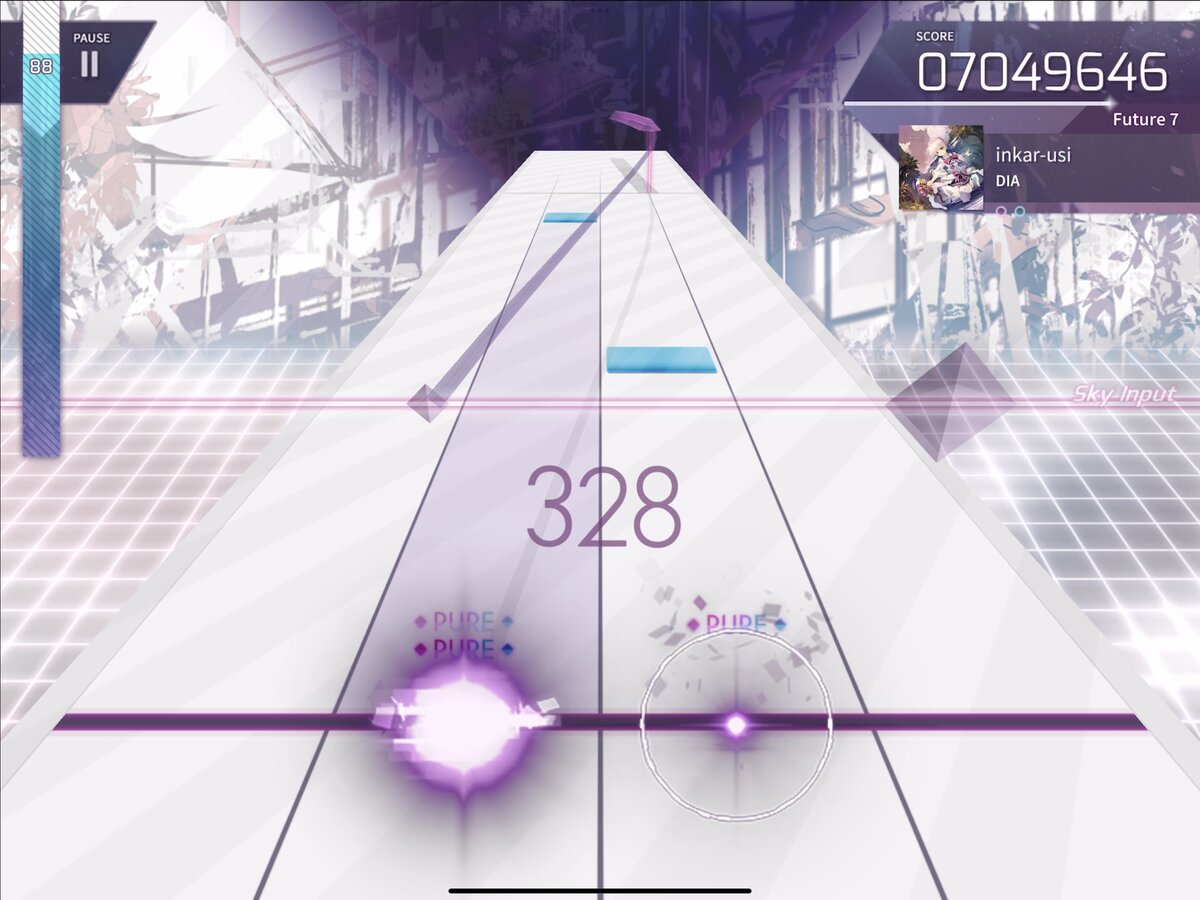 PAUSE
88
SCORE
07049646
Future 7
inkar-usi
DIA
Sky Input
328
PURE
PURE
PURE